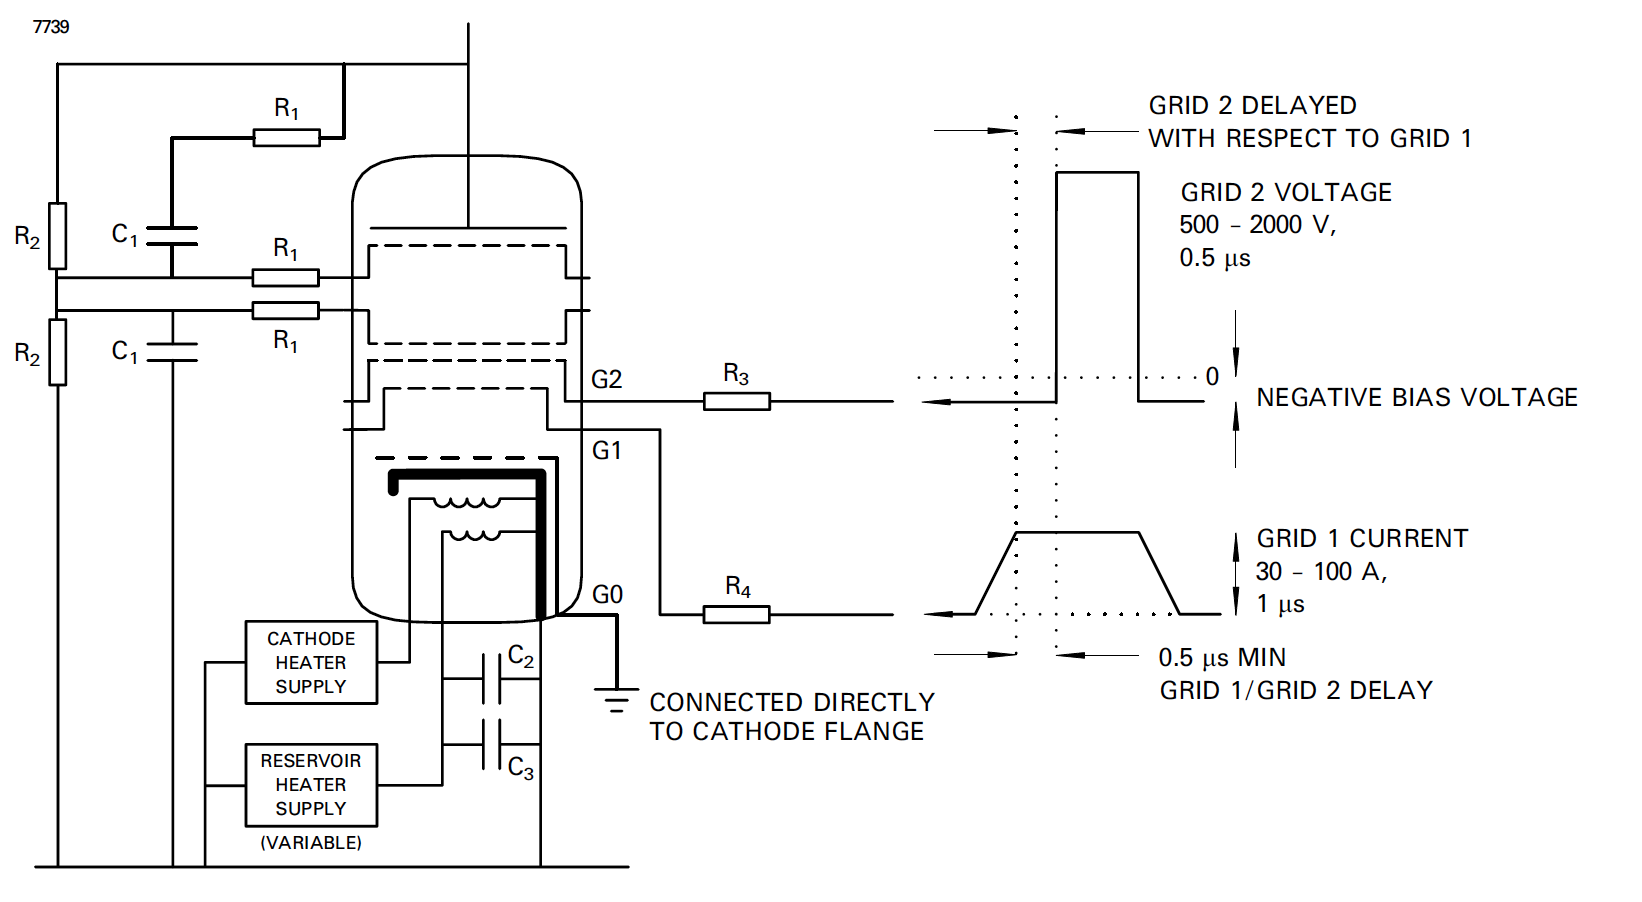 7739
R1
R2
C1
R1
R1
R2
C1
G2
G1
G0
R3
R4
CATHODE
HEATER
SUPPLY
RESERVOIR
HEATER
SUPPLY
(VARIABLE)
C2
C3
CONNECTED DIRECTLY
TO CATHODE FLANGE
GRID 2 DELAYED
WITH RESPECT TO GRID 1
GRID 2 VOLTAGE
500 – 2000 V,
0.5 μs
0
NEGATIVE BIAS VOLTAGE
GRID 1 CURRENT
30 – 100 A,
1 μs
0.5 μs MIN
GRID 1/GRID 2 DELAY